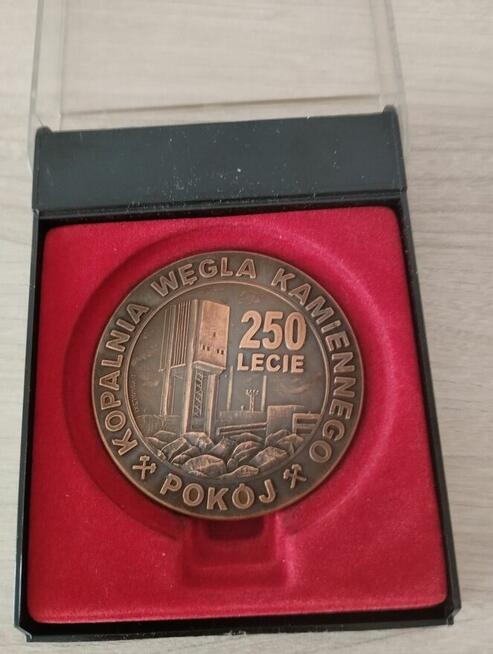 KOPALNIA WĘGLA KAMIENNEGO
250
LECIE
POKÓJ